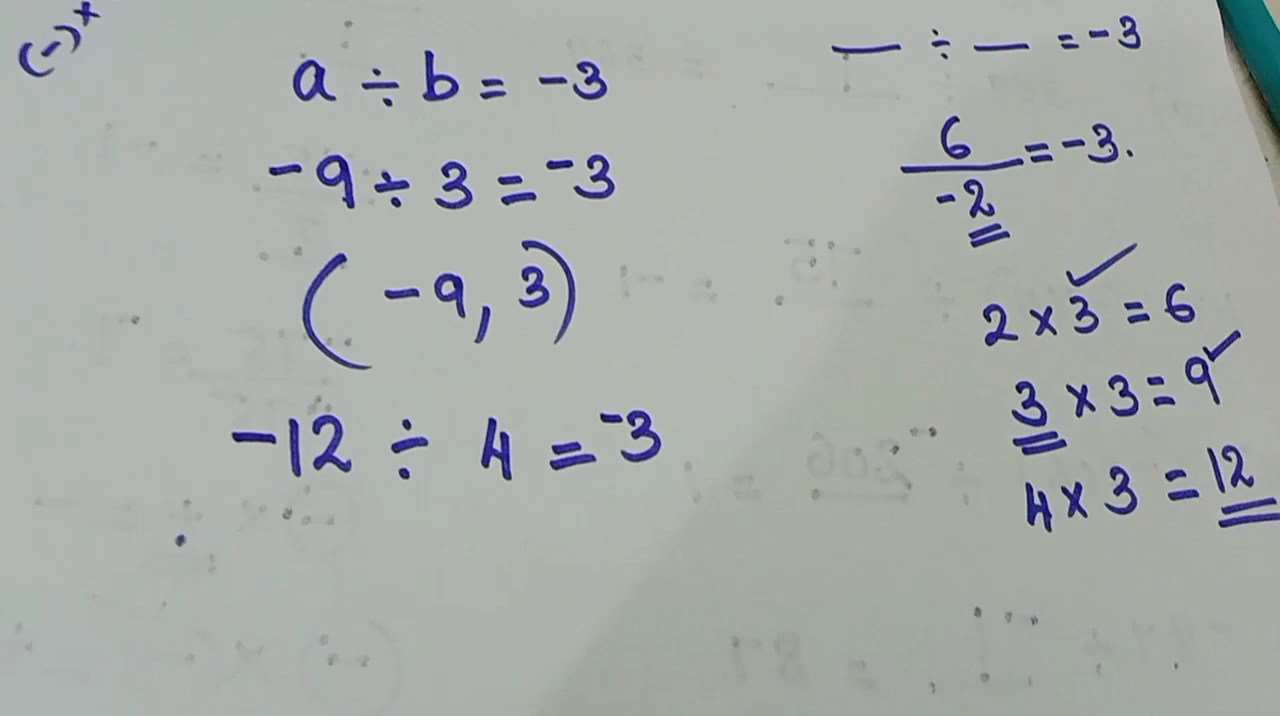 (-)+
a ÷ b = -3
-9 ÷ 3 = -3
(-9, 3)
-12 ÷ 4 = -3
— ÷ — = -3
6
-2 = -3.
2 × 3 = 6 ✓
3 × 3 = 9 ✓
4 × 3 = 12